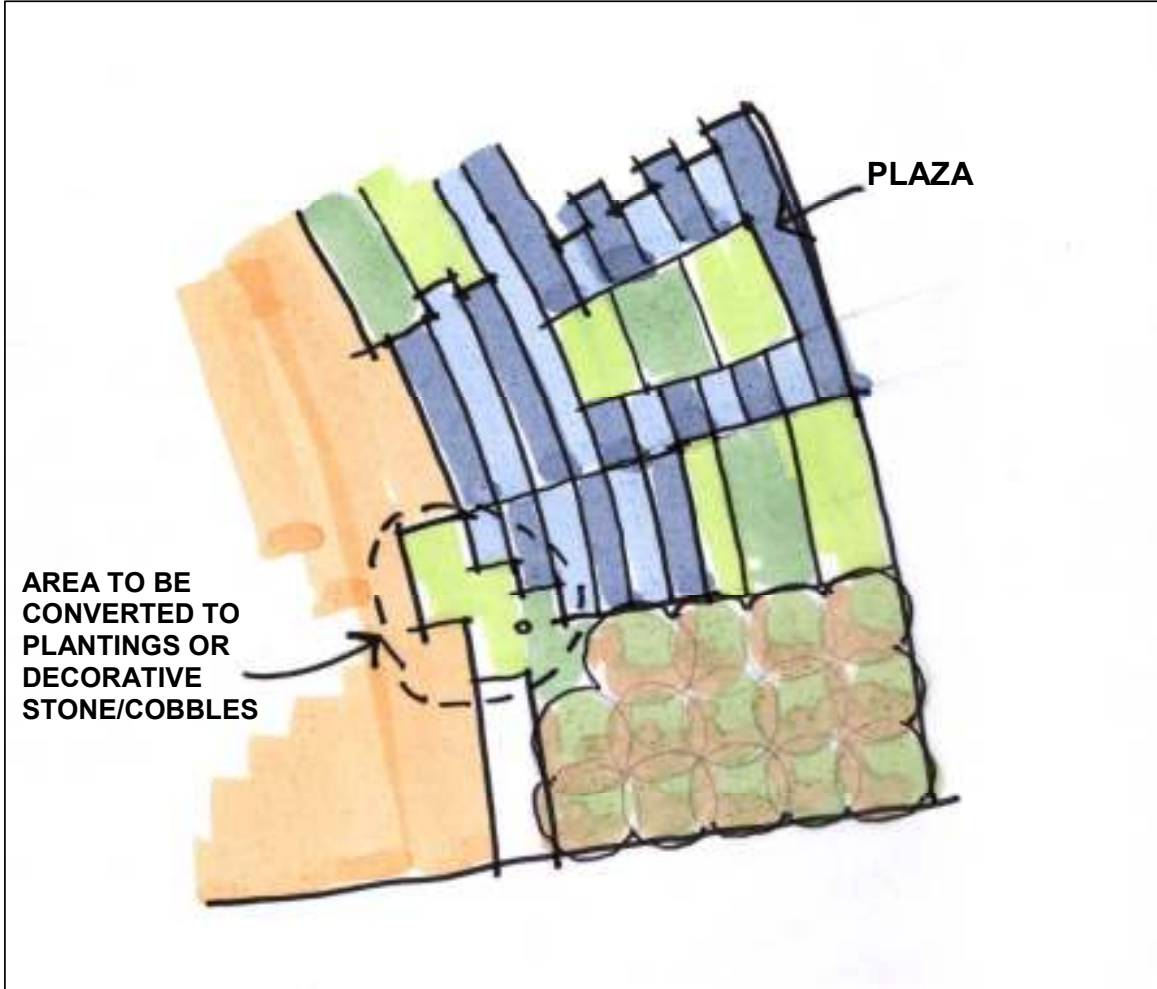 PLAZA
AREA TO BE
CONVERTED TO
PLANTINGS OR
DECORATIVE
STONE/COBBLES